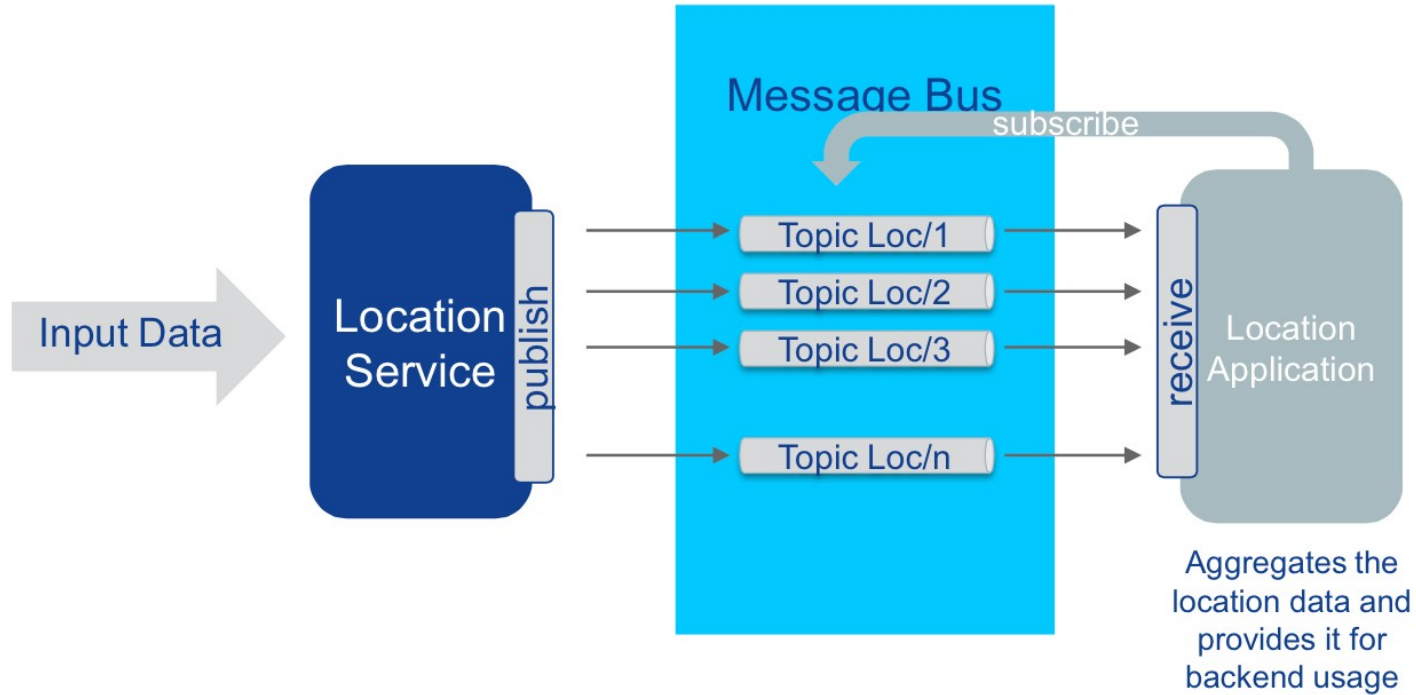 Message Bus
subscribe
Input Data
Location
Service
publish
Topic Loc/1
Topic Loc/2
Topic Loc/3
Topic Loc/n
receive
Location
Application
Aggregates the
location data and
provides it for
backend usage